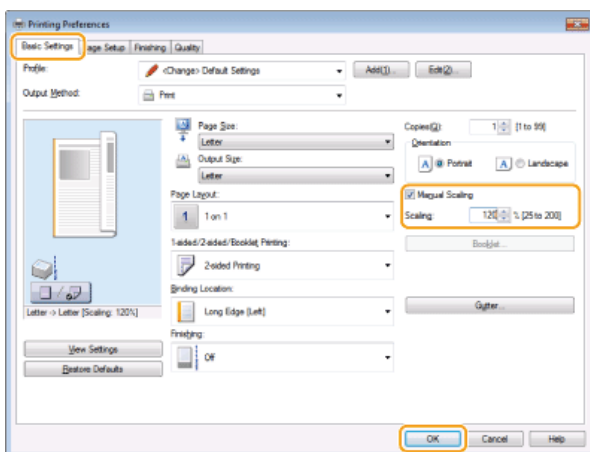 Printing Preferences
Basic Settings Page Setup Finishing Quality
Profile: <Change> Default Settings Add(1)... Edit(2)...
Output Method: Print
Page Size:
Letter
Output Size:
Letter
Page Layout:
1 1 on 1
1-sided/2-sided/Booklet Printing:
2-sided Printing
Binding Location:
Long Edge [Left]
Finishing:
Off
Copies(Q): 1 [1 to 99]
Orientation
A Portrait A Landscape
Manual Scaling
Scaling: 120 % [25 to 200]
Booklet...
Gutter...
Letter -> Letter [Scaling: 120%]
View Settings
Restore Defaults
OK Cancel Help